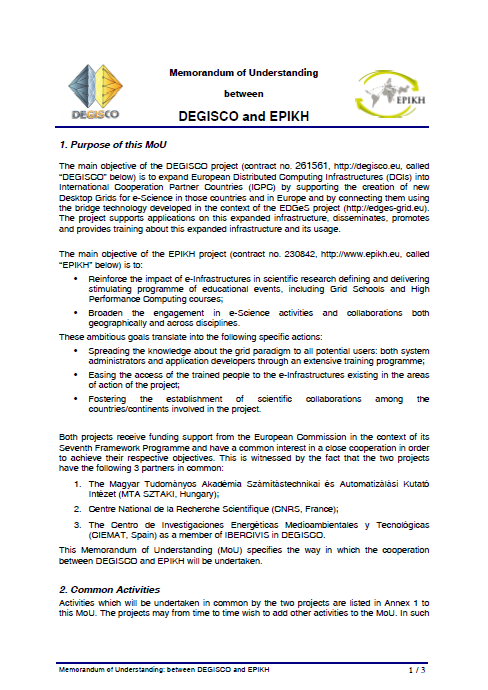 Memorandum of Understanding
between
DEGISCO and EPIKH
DEGISCO
EPIKH
1. Purpose of this MoU
The main objective of the DEGISCO project (contract no. 261561, http://degisco.eu, called
"DEGISCO" below) is to expand European Distributed Computing Infrastructures (DCIs) into
International Cooperation Partner Countries (ICPC) by supporting the creation of new
Desktop Grids for e-Science in those countries and in Europe and by connecting them using
the bridge technology developed in the context of the EDGeS project (http://edges-grid.eu).
The project supports applications on this expanded infrastructure, disseminates, promotes
and provides training about this expanded infrastructure and its usage.
The main objective of the EPIKH project (contract no. 230842, http://www.epikh.eu, called
"EPIKH" below) is to:
• Reinforce the impact of e-Infrastructures in scientific research defining and delivering
stimulating programme of educational events, including Grid Schools and High
Performance Computing courses;
• Broaden the engagement in e-Science activities and collaborations both
geographically and across disciplines.
These ambitious goals translate into the following specific actions:
• Spreading the knowledge about the grid paradigm to all potential users: both system
administrators and application developers through an extensive training programme;
• Easing the access of the trained people to the e-Infrastructures existing in the areas
of action of the project;
• Fostering the establishment of scientific collaborations among the
countries/continents involved in the project.
Both projects receive funding support from the European Commission in the context of its
Seventh Framework Programme and have a common interest in a close cooperation in order
to achieve their respective objectives. This is witnessed by the fact that the two projects
have the following 3 partners in common:
1. The Magyar Tudomànyos Akadémia Szàmìtàstechnikai és Automatizàlàsi Kutató
Intézet (MTA SZTAKI, Hungary);
2. Centre National de la Recherche Scientifique (CNRS, France);
3. The Centro de Investigaciones Energéticas Medioambientales y Tecnológicas
(CIEMAT, Spain) as a member of IBERCIVIS in DEGISCO.
This Memorandum of Understanding (MoU) specifies the way in which the cooperation
between DEGISCO and EPIKH will be undertaken.
2. Common Activities
Activities which will be undertaken in common by the two projects are listed in Annex 1 to
this MoU. The projects may from time to time wish to add other activities to the MoU. In such
Memorandum of Understanding: between DEGISCO and EPIKH
1 / 3